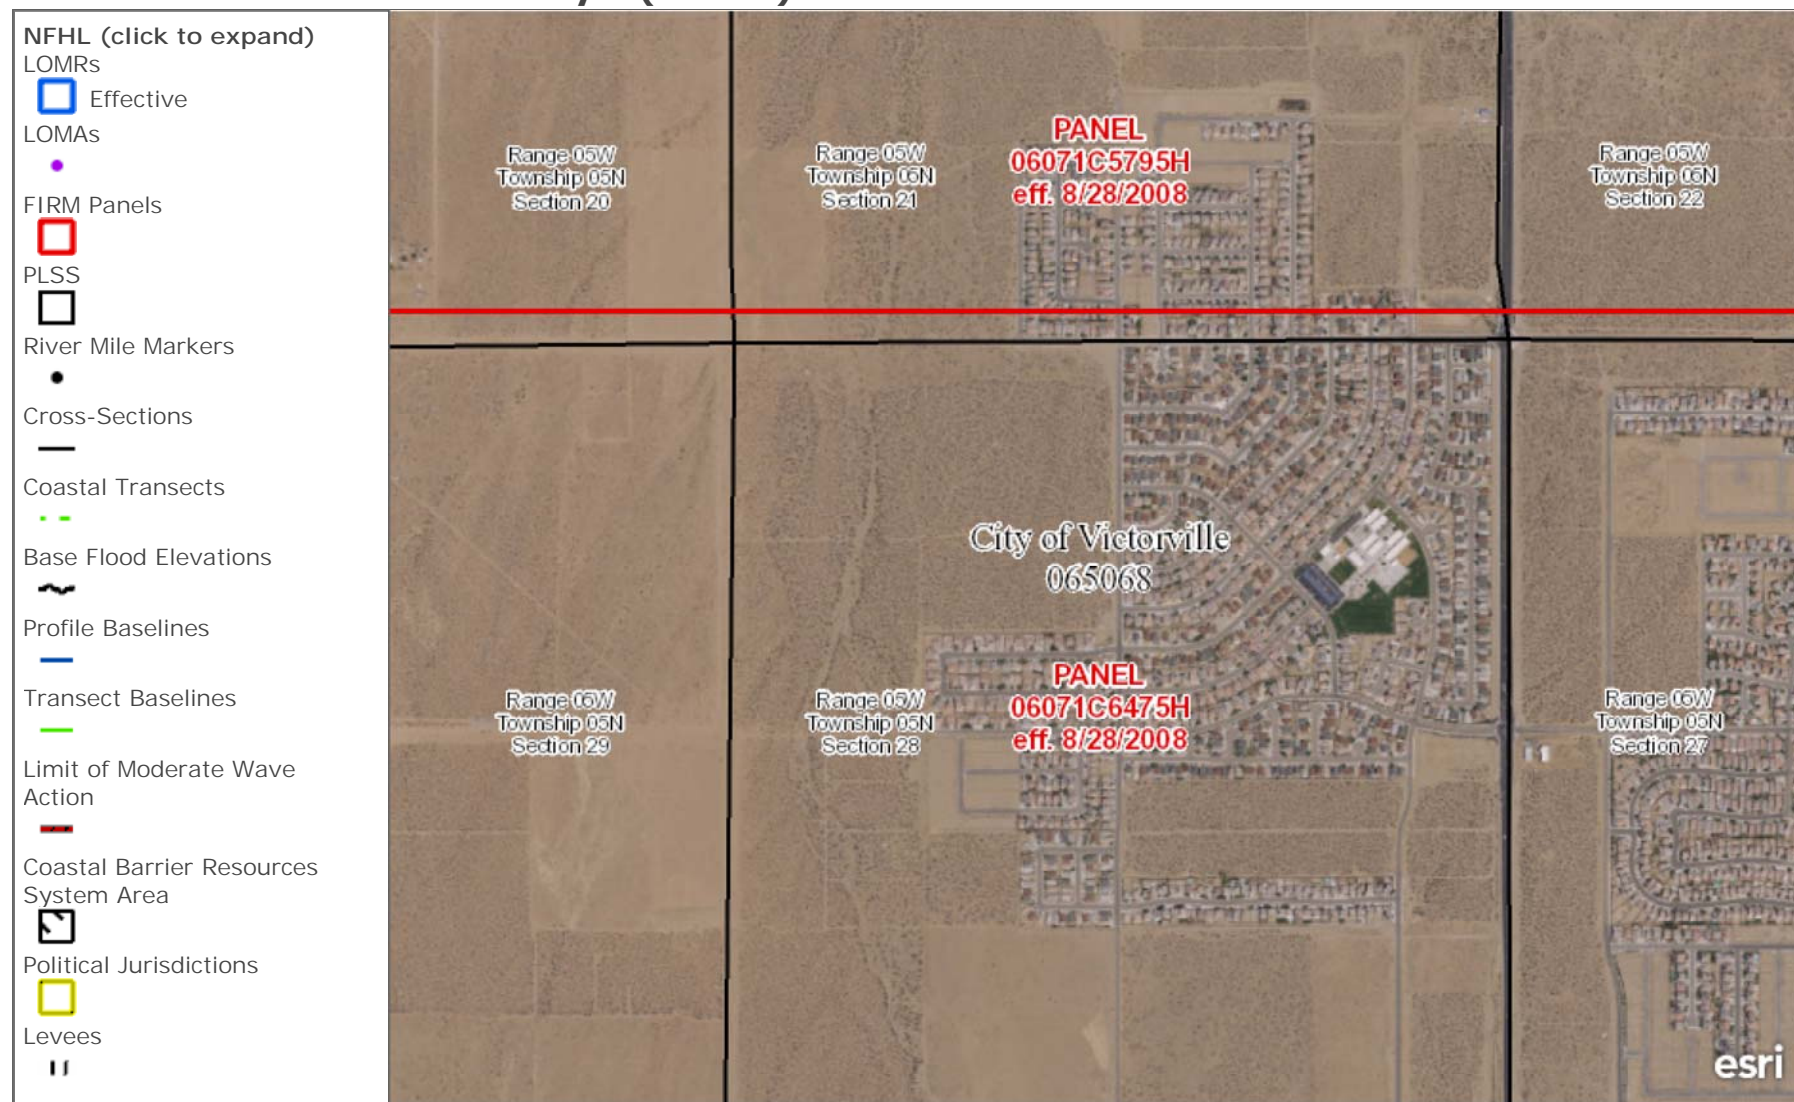 NFHL (click to expand)
LOMRs
Effective
LOMAs
FIRM Panels
PLSS
River Mile Markers
Cross-Sections
Coastal Transects
Base Flood Elevations
Profile Baselines
Transect Baselines
Limit of Moderate Wave
Action
Coastal Barrier Resources
System Area
Political Jurisdictions
Levees
Range 05W
Township 05N
Section 20
Range 05W
Township 05N
Section 21
PANEL
06071C5795H
eff. 8/28/2008
Range 05W
Township 05N
Section 22
City of Victorville
065068
Range 05W
Township 05N
Section 29
Range 05W
Township 05N
Section 28
PANEL
06071C6475H
eff. 8/28/2008
Range 05W
Township 05N
Section 27
esri